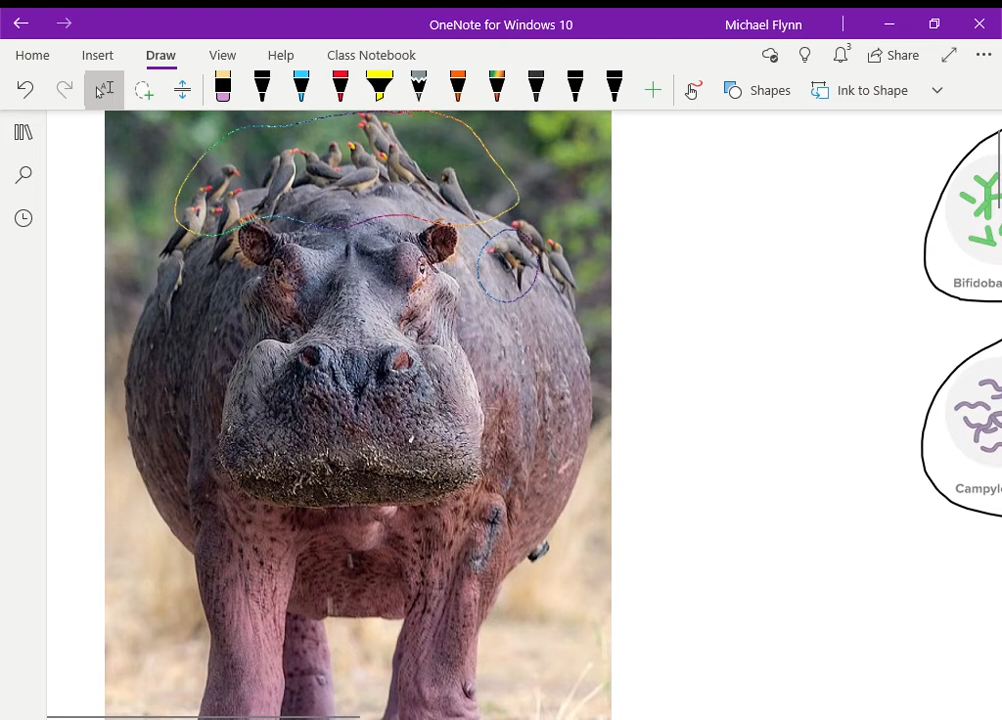 OneNote for Windows 10
Michael Flynn
Home Insert Draw View Help Class Notebook
3
Share
Shapes
Ink to Shape
Bifidoba
Campyl